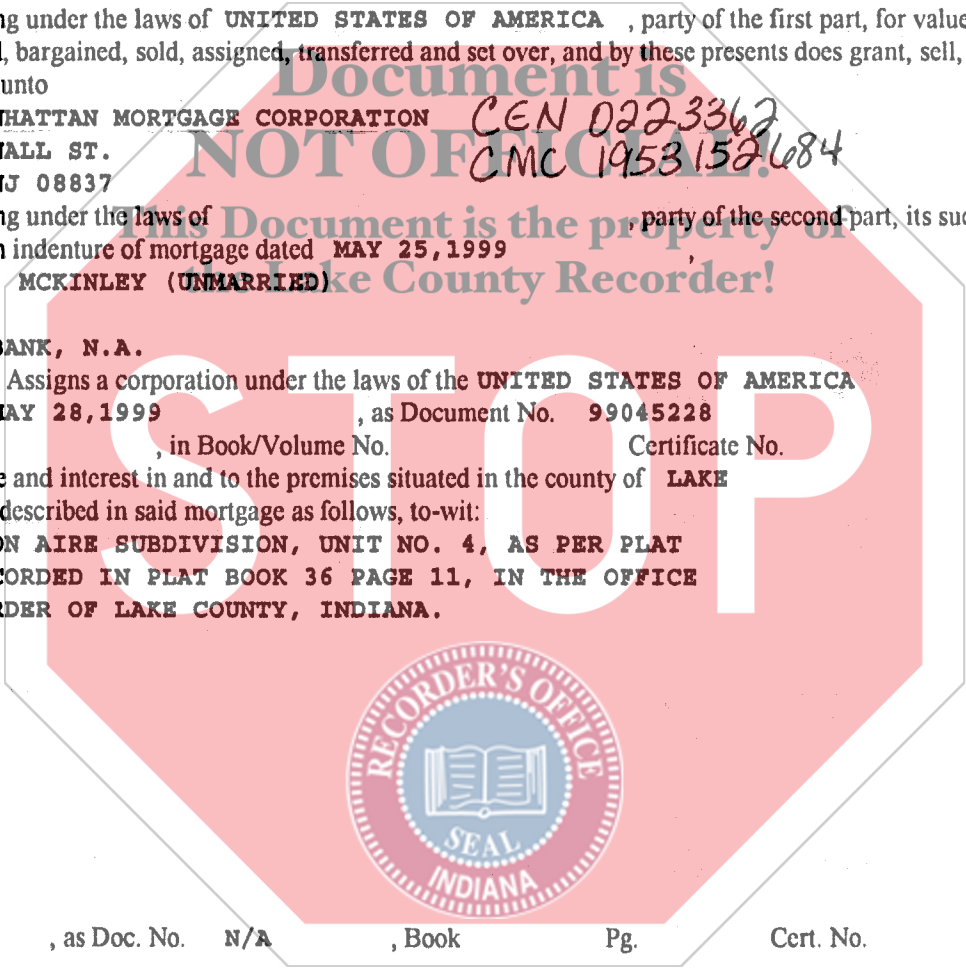 ng under the laws of UNITED STATES OF AMERICA , party of the first part, for value
, bargained, sold, assigned, transferred and set over, and by these presents does grant, sell,
Document is
unto
HATTAN MORTGAGE CORPORATION CEN 0223362
NOT OFFICIAL!
ALL ST. CMC 1953152684
NJ 08837
ng under the laws of , party of the second part, its suc
This Document is the property of
indenture of mortgage dated MAY 25,1999 ,
the Lake County Recorder!
MCKINLEY (UNMARRIED)
BANK, N.A.
Assigns a corporation under the laws of the UNITED STATES OF AMERICA
AY 28,1999 , as Document No. 99045228
, in Book/Volume No. Certificate No.
e and interest in and to the premises situated in the county of LAKE
described in said mortgage as follows, to-wit:
STOP
ON AIRE SUBDIVISION, UNIT NO. 4, AS PER PLAT
CORDED IN PLAT BOOK 36 PAGE 11, IN THE OFFICE
RDER OF LAKE COUNTY, INDIANA.
RECORDER'S OFFICE
SEAL
INDIANA
, as Doc. No. N/A , Book Pg. Cert. No.